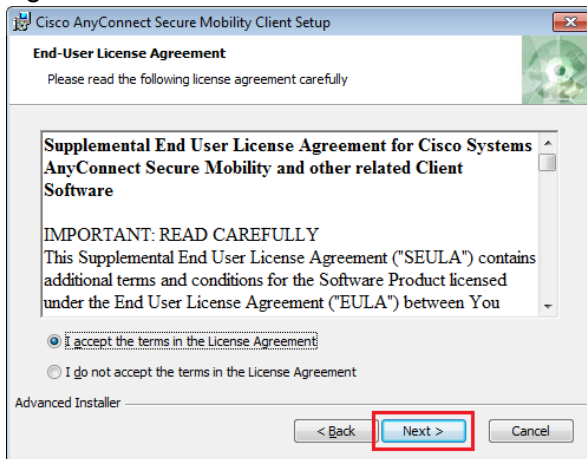 Cisco AnyConnect Secure Mobility Client Setup
End-User License Agreement
Please read the following license agreement carefully
Supplemental End User License Agreement for Cisco Systems
AnyConnect Secure Mobility and other related Client
Software
IMPORTANT: READ CAREFULLY
This Supplemental End User License Agreement ("SEULA") contains
additional terms and conditions for the Software Product licensed
under the End User License Agreement ("EULA") between You
I accept the terms in the License Agreement
I do not accept the terms in the License Agreement
Advanced Installer
< Back Next > Cancel